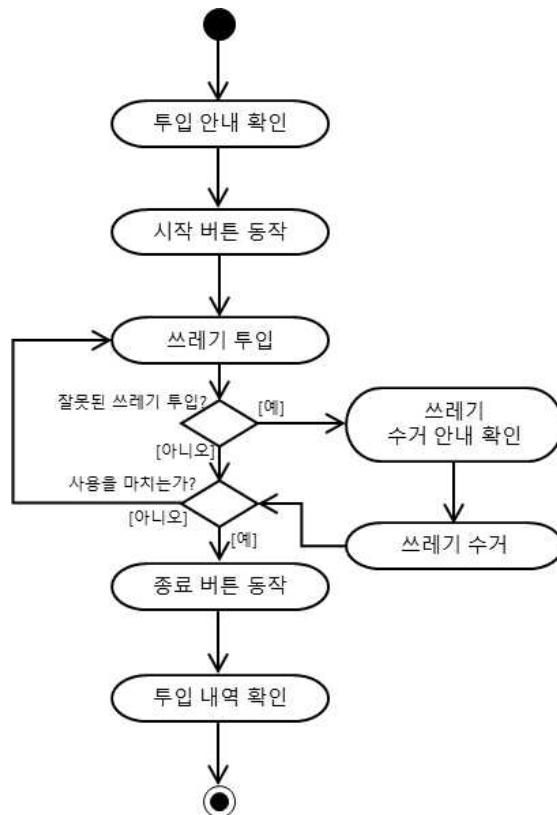 투입 안내 확인
시작 버튼 동작
쓰레기 투입
잘못된 쓰레기 투입?
[예]
쓰레기
수거 안내 확인
[아니오]
사용을 마치는가?
[아니오]
[예]
쓰레기 수거
종료 버튼 동작
투입 내역 확인